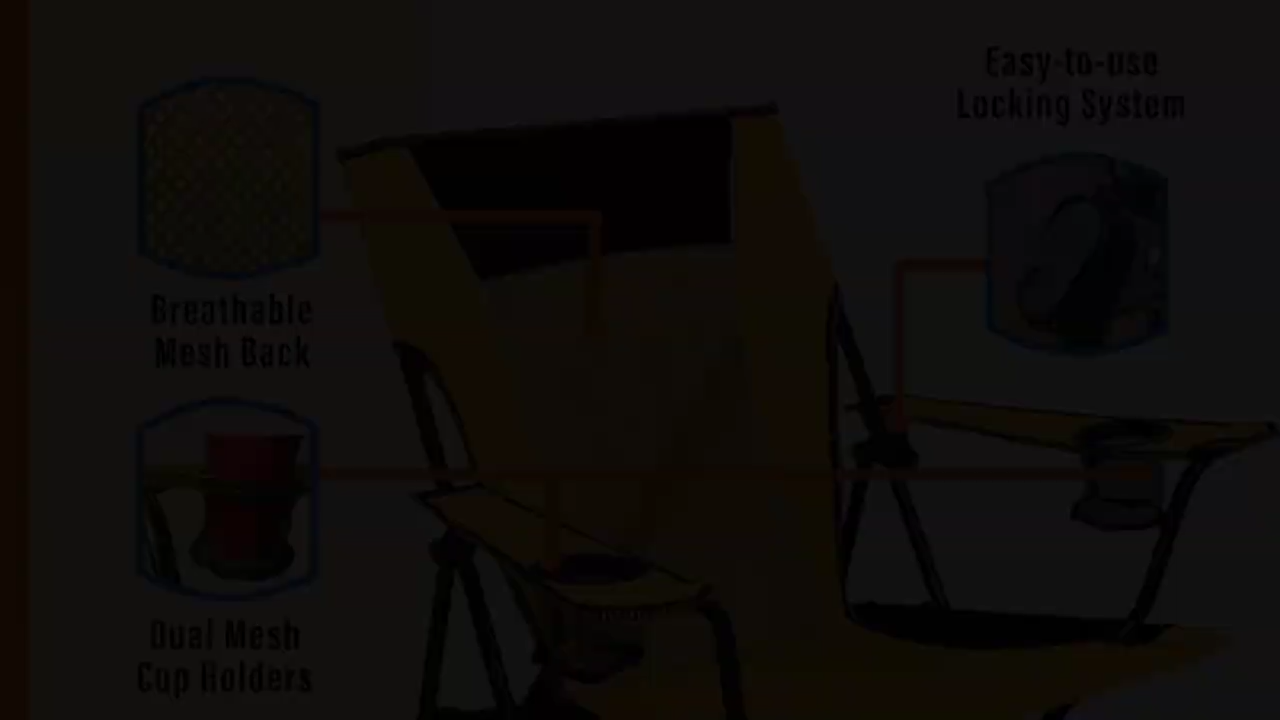 Easy-to-use
Locking System
Breathable
Mesh Back
Dual Mesh
Cup Holders